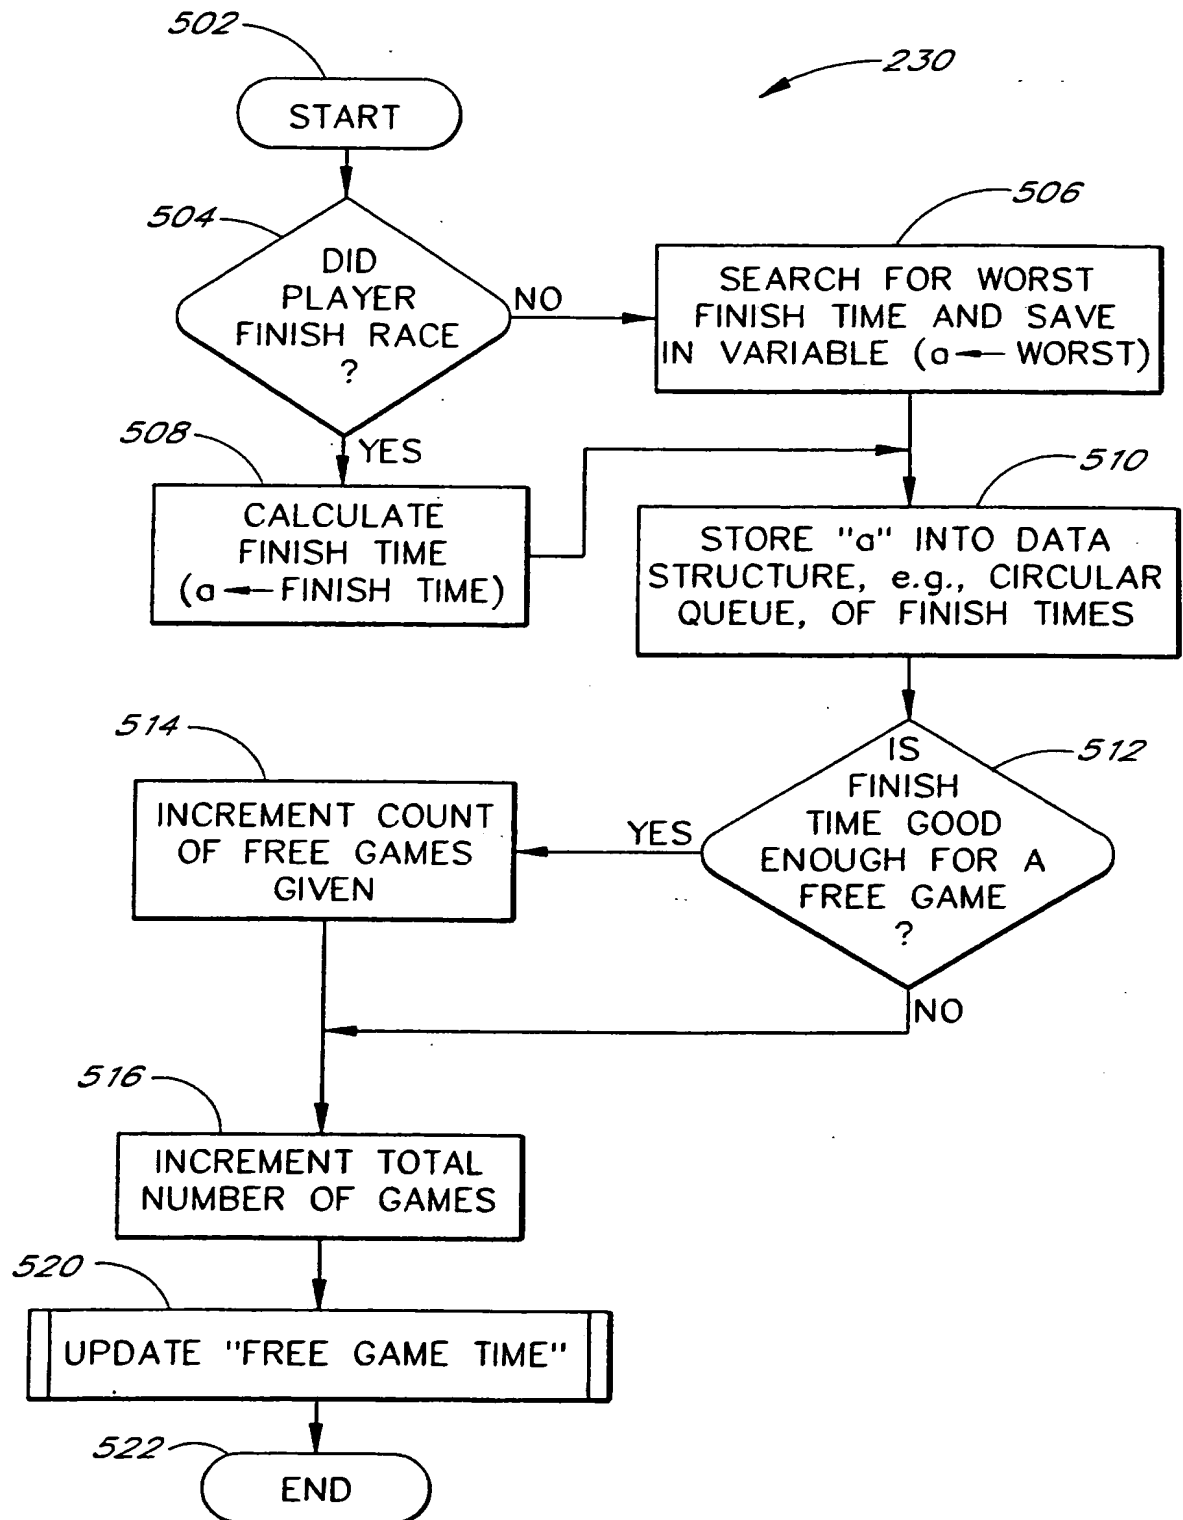 502
230
START
504
506
DID
PLAYER
FINISH RACE
?
NO
SEARCH FOR WORST
FINISH TIME AND SAVE
IN VARIABLE (a ← WORST)
508
YES
510
CALCULATE
FINISH TIME
(a ← FINISH TIME)
STORE "a" INTO DATA
STRUCTURE, e.g., CIRCULAR
QUEUE, OF FINISH TIMES
514
512
IS
FINISH
TIME GOOD
ENOUGH FOR A
FREE GAME
?
YES
INCREMENT COUNT
OF FREE GAMES
GIVEN
NO
516
INCREMENT TOTAL
NUMBER OF GAMES
520
UPDATE "FREE GAME TIME"
522
END